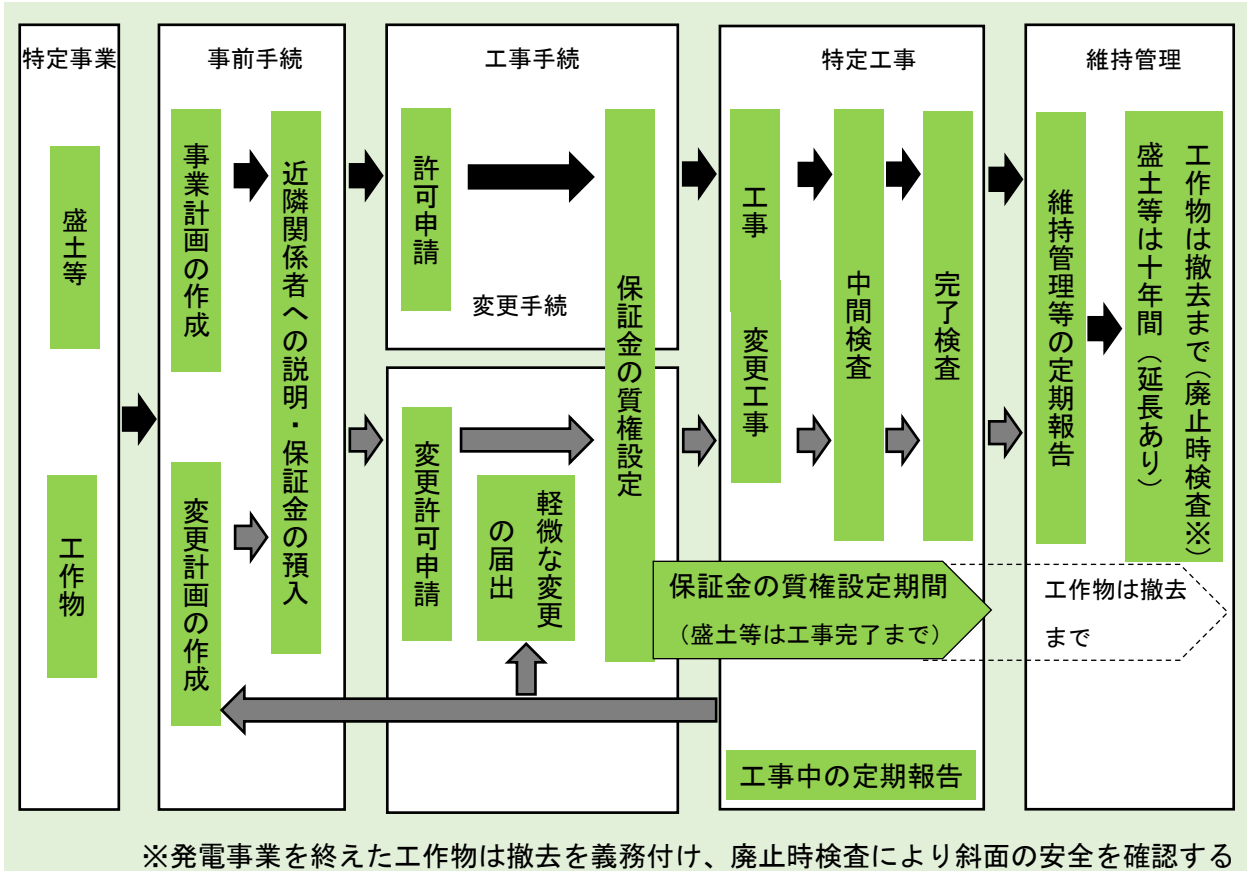 特定事業
盛土等
工作物
事前手続
事業計画の作成
変更計画の作成
近隣関係者への説明・保証金の預入
工事手続
許可申請
変更手続
変更許可申請
軽微な変更
の届出
保証金の質権設定
特定工事
工事
変更工事
中間検査
完了検査
保証金の質権設定期間
（盛土等は工事完了まで）
工事中の定期報告
維持管理
維持管理等の定期報告
工作物は撤去まで（廃止時検査※）
盛土等は十年間（延長あり）
工作物は撤去
まで
※発電事業を終えた工作物は撤去を義務付け、廃止時検査により斜面の安全を確認する